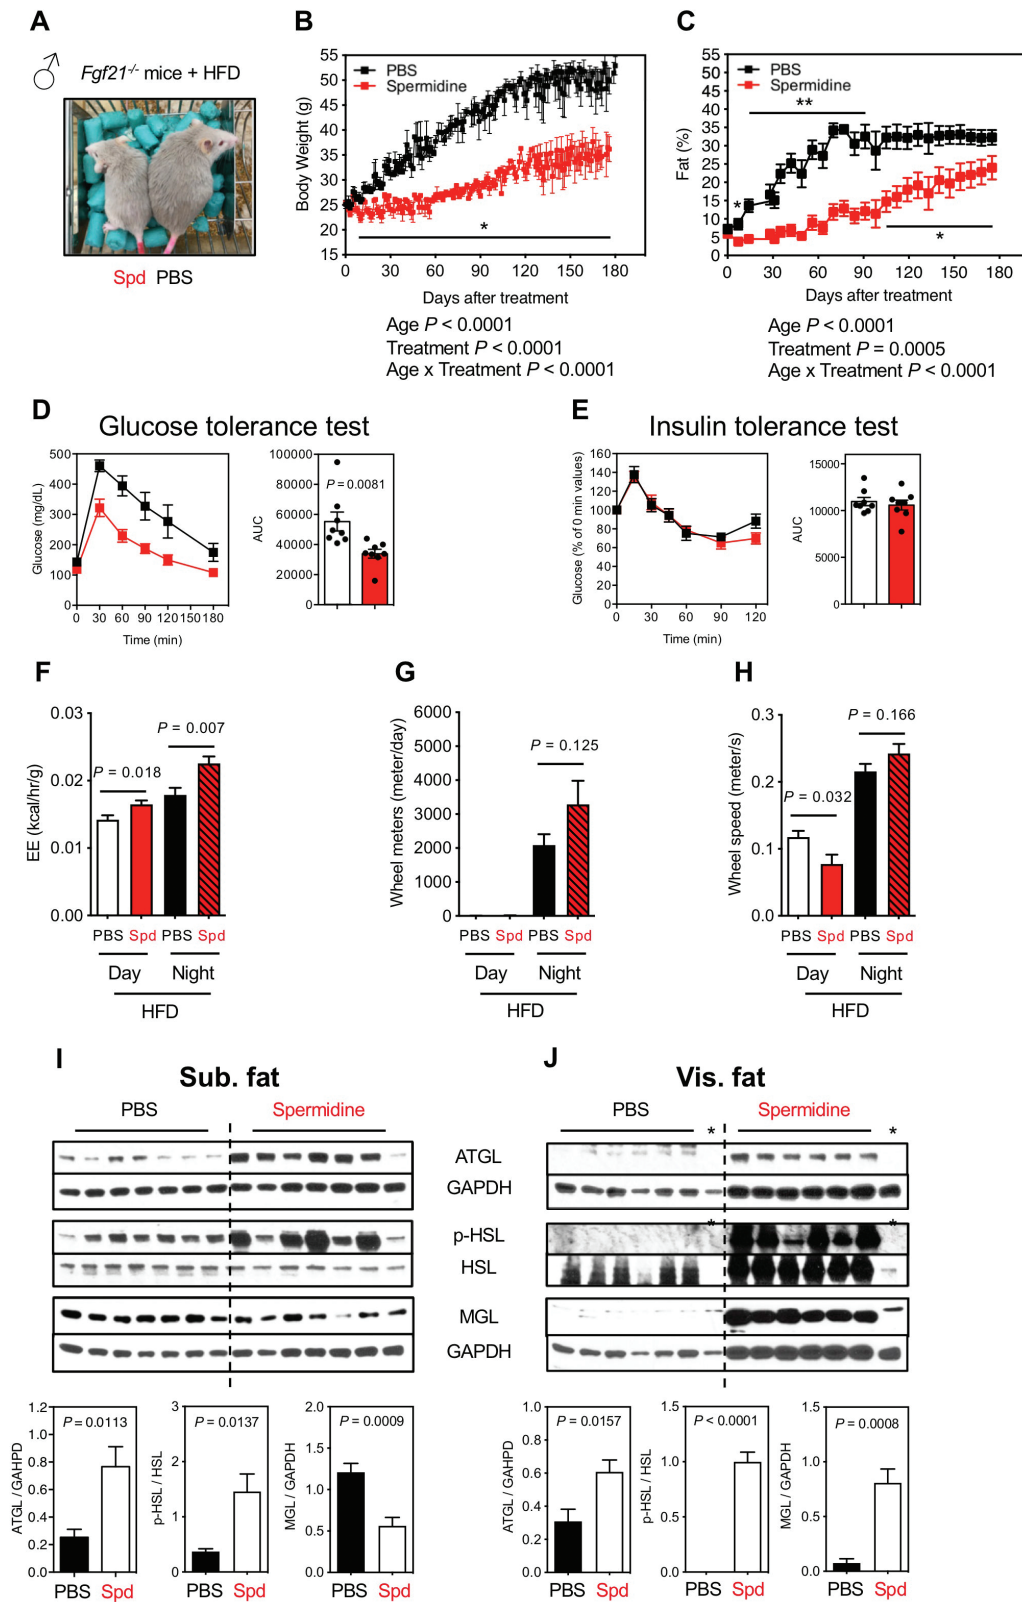 A
♂ Fgf21-/- mice + HFD
Spd PBS
B
Body Weight (g)
55
50
45
40
35
30
25
20
15
PBS
Spermidine
*
0 30 60 90 120 150 180
Days after treatment
Age P < 0.0001
Treatment P < 0.0001
Age x Treatment P < 0.0001
C
Fat (%)
55
50
45
40
35
30
25
20
15
10
5
0
PBS
Spermidine
**
*
*
0 30 60 90 120 150 180
Days after treatment
Age P < 0.0001
Treatment P = 0.0005
Age x Treatment P < 0.0001
D
Glucose tolerance test
Glucose (mg/dL)
500
400
300
200
100
0
0 30 60 90 120 150 180
Time (min)
AUC
100000
80000
60000
40000
20000
0
P = 0.0081
E
Insulin tolerance test
Glucose (% of 0 min values)
160
140
120
100
80
60
40
20
0
0 30 60 90 120
Time (min)
AUC
15000
10000
5000
0
F
EE (kcal/hr/g)
0.03
0.02
0.01
0.00
P = 0.018
P = 0.007
PBS Spd PBS Spd
Day Night
HFD
G
Wheel meters (meter/day)
6000
5000
4000
3000
2000
1000
0
P = 0.125
PBS Spd PBS Spd
Day Night
HFD
H
Wheel speed (meter/s)
0.3
0.2
0.1
0.0
P = 0.032
P = 0.166
PBS Spd PBS Spd
Day Night
HFD
I
Sub. fat
PBS Spermidine
J
Vis. fat
PBS * Spermidine *
ATGL
GAPDH
p-HSL * *
HSL
MGL
GAPDH
ATGL / GAHPD
1.2
1.0
0.8
0.6
0.4
0.2
0.0
P = 0.0113
PBS Spd
p-HSL / HSL
3
2
1
0
P = 0.0137
PBS Spd
MGL / GAPDH
2.0
1.5
1.0
0.5
0.0
P = 0.0009
PBS Spd
ATGL / GAHPD
1.0
0.8
0.6
0.4
0.2
0.0
P = 0.0157
PBS Spd
p-HSL / HSL
1.5
1.0
0.5
0.0
P < 0.0001
PBS Spd
MGL / GAPDH
1.5
1.0
0.5
0.0
P = 0.0008
PBS Spd